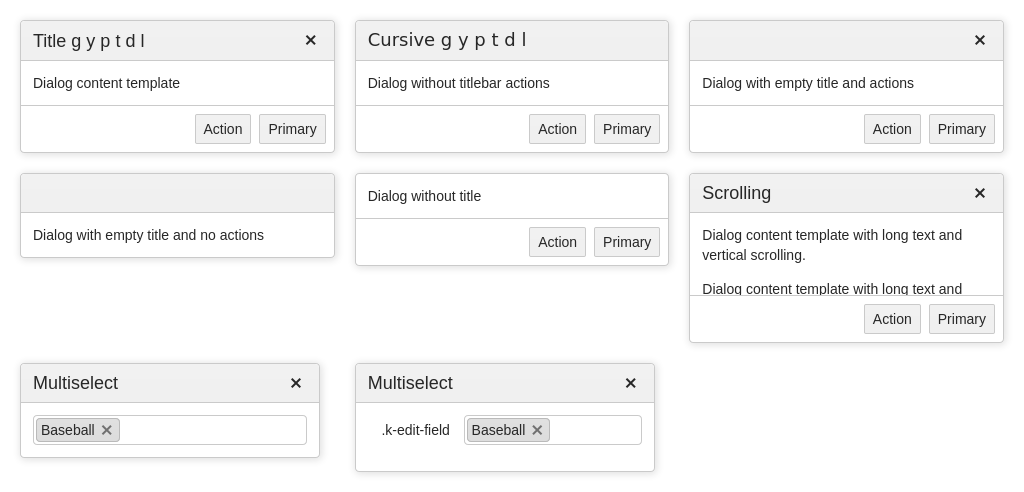 Title g y p t d l
Dialog content template
Action Primary
Cursive g y p t d l
Dialog without titlebar actions
Action Primary
Dialog with empty title and actions
Action Primary
Dialog with empty title and no actions
Dialog without title
Action Primary
Scrolling
Dialog content template with long text and
vertical scrolling.
Dialog content template with long text and
Action Primary
Multiselect
Baseball
Multiselect
.k-edit-field Baseball